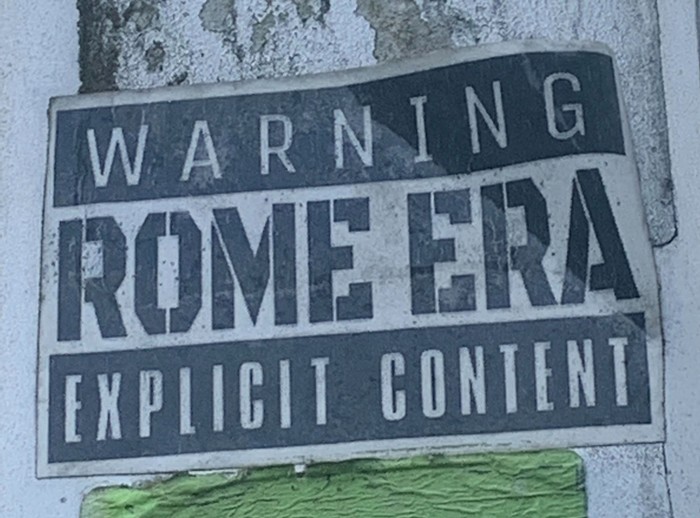 WARNING
ROME ERA
EXPLICIT CONTENT